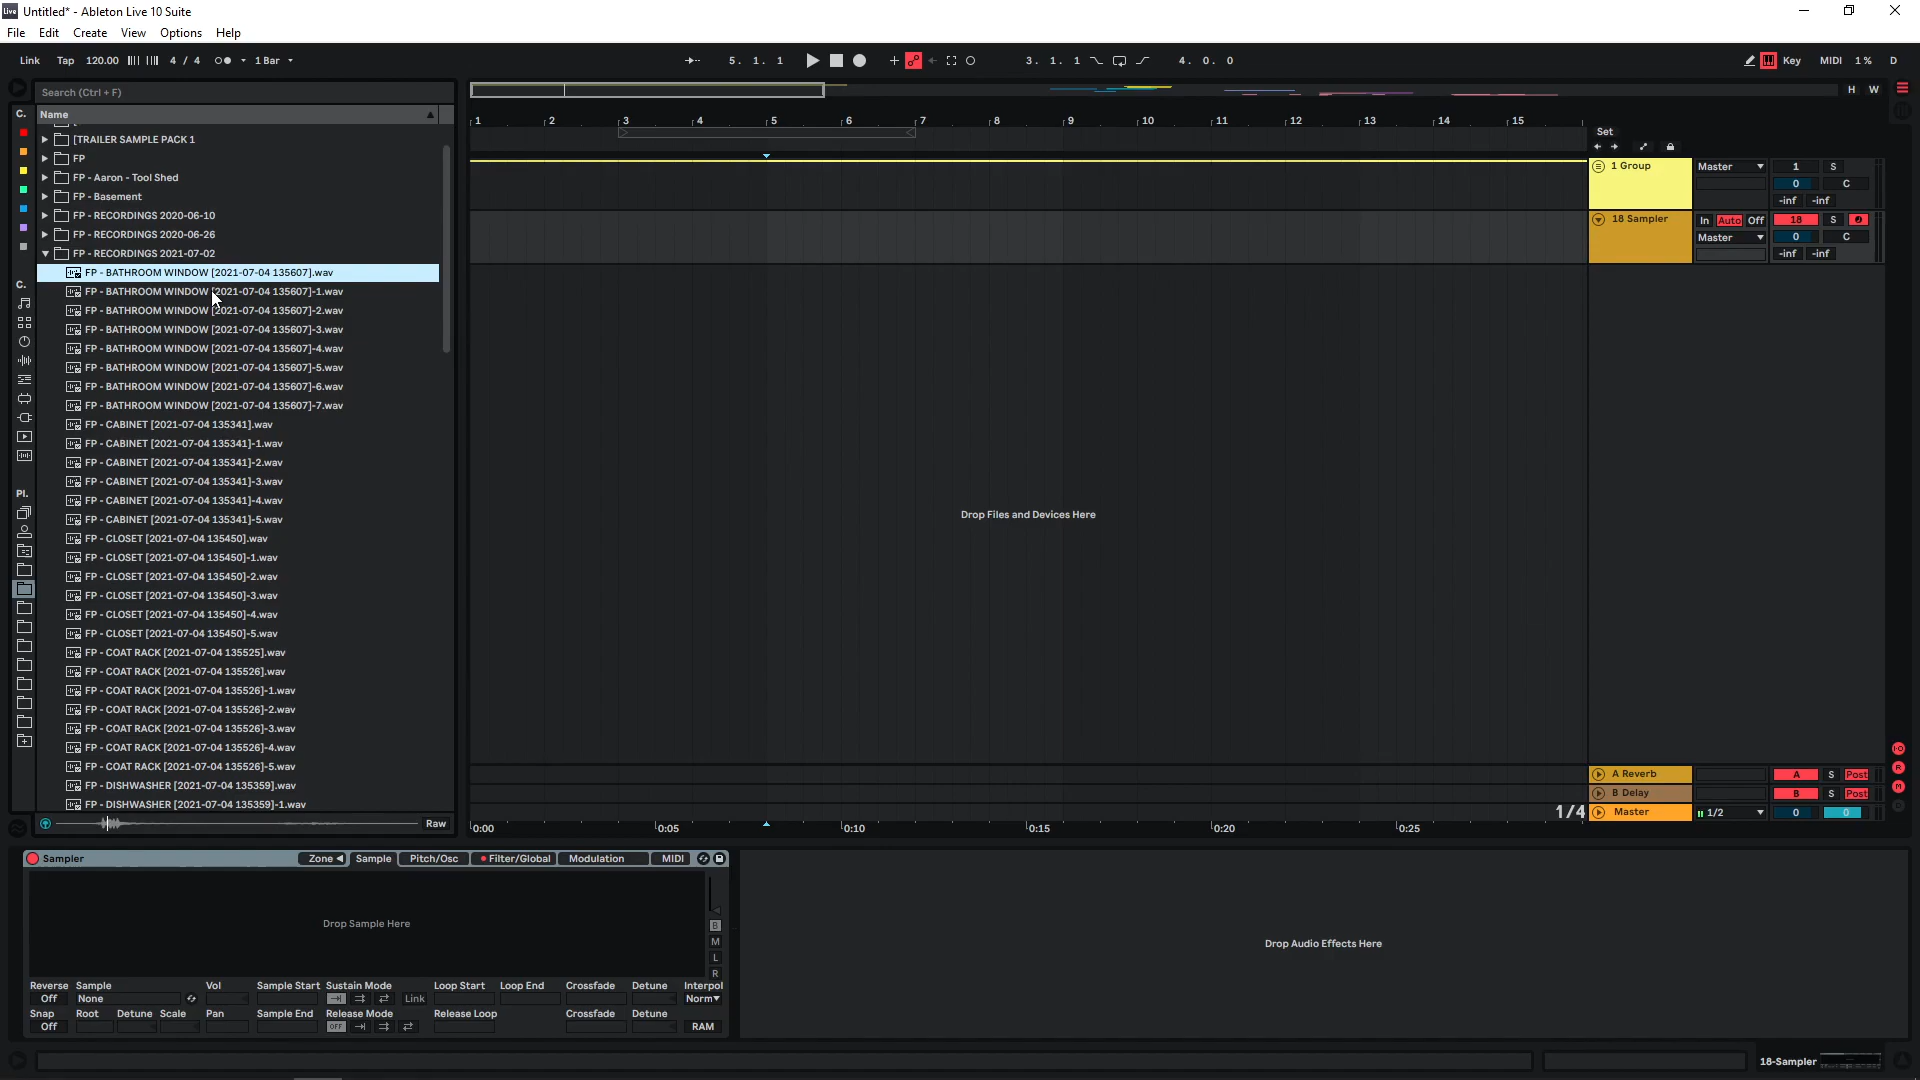 Live Untitled* - Ableton Live 10 Suite
File Edit Create View Options Help
Link Tap 120.00 4 / 4 1 Bar 5. 1. 1 3. 1. 1 4. 0. 0 Key MIDI 1 % D
Search (Ctrl + F)
H W
C.
Name
1 2 3 4 5 6 7 8 9 10 11 12 13 14 15
Set
[TRAILER SAMPLE PACK 1
FP
FP - Aaron - Tool Shed
FP - Basement
FP - RECORDINGS 2020-06-10
FP - RECORDINGS 2020-06-26
FP - RECORDINGS 2021-07-02
FP - BATHROOM WINDOW [2021-07-04 135607].wav
FP - BATHROOM WINDOW [2021-07-04 135607]-1.wav
FP - BATHROOM WINDOW [2021-07-04 135607]-2.wav
FP - BATHROOM WINDOW [2021-07-04 135607]-3.wav
FP - BATHROOM WINDOW [2021-07-04 135607]-4.wav
FP - BATHROOM WINDOW [2021-07-04 135607]-5.wav
FP - BATHROOM WINDOW [2021-07-04 135607]-6.wav
FP - BATHROOM WINDOW [2021-07-04 135607]-7.wav
FP - CABINET [2021-07-04 135341].wav
FP - CABINET [2021-07-04 135341]-1.wav
FP - CABINET [2021-07-04 135341]-2.wav
FP - CABINET [2021-07-04 135341]-3.wav
FP - CABINET [2021-07-04 135341]-4.wav
FP - CABINET [2021-07-04 135341]-5.wav
FP - CLOSET [2021-07-04 135450].wav
FP - CLOSET [2021-07-04 135450]-1.wav
FP - CLOSET [2021-07-04 135450]-2.wav
FP - CLOSET [2021-07-04 135450]-3.wav
FP - CLOSET [2021-07-04 135450]-4.wav
FP - CLOSET [2021-07-04 135450]-5.wav
FP - COAT RACK [2021-07-04 135525].wav
FP - COAT RACK [2021-07-04 135526].wav
FP - COAT RACK [2021-07-04 135526]-1.wav
FP - COAT RACK [2021-07-04 135526]-2.wav
FP - COAT RACK [2021-07-04 135526]-3.wav
FP - COAT RACK [2021-07-04 135526]-4.wav
FP - COAT RACK [2021-07-04 135526]-5.wav
FP - DISHWASHER [2021-07-04 135359].wav
FP - DISHWASHER [2021-07-04 135359]-1.wav
C.
Pl.
Raw
Drop Files and Devices Here
1 Group Master 1 S
0 C
-inf -inf
18 Sampler In Auto Off 18 S
Master 0 C
-inf -inf
A Reverb A S Post
B Delay B S Post
1/4 Master 1/2 0 0
I-O
R
M
D
0:00 0:05 0:10 0:15 0:20 0:25
Sampler Zone Sample Pitch/Osc Filter/Global Modulation MIDI
Drop Sample Here
B
M
L
R
Drop Audio Effects Here
Reverse Sample Vol Sample Start Sustain Mode Loop Start Loop End Crossfade Detune Interpol
Off None Link Norm
Snap Root Detune Scale Pan Sample End Release Mode Release Loop Crossfade Detune
Off OFF RAM
18-Sampler